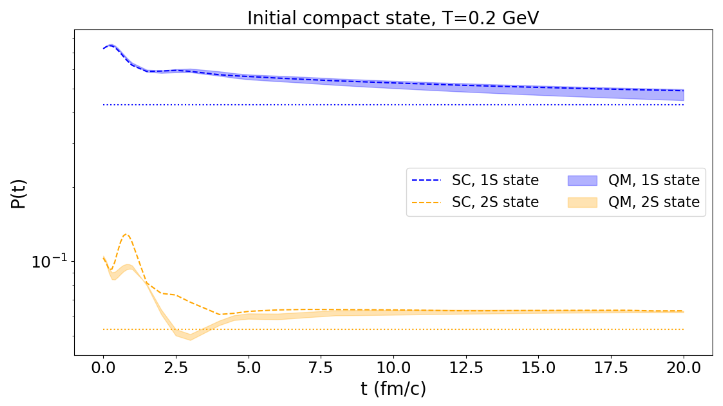 Initial compact state, T=0.2 GeV
P(t)
10⁻¹
SC, 1S state
SC, 2S state
QM, 1S state
QM, 2S state
0.0 2.5 5.0 7.5 10.0 12.5 15.0 17.5 20.0
t (fm/c)